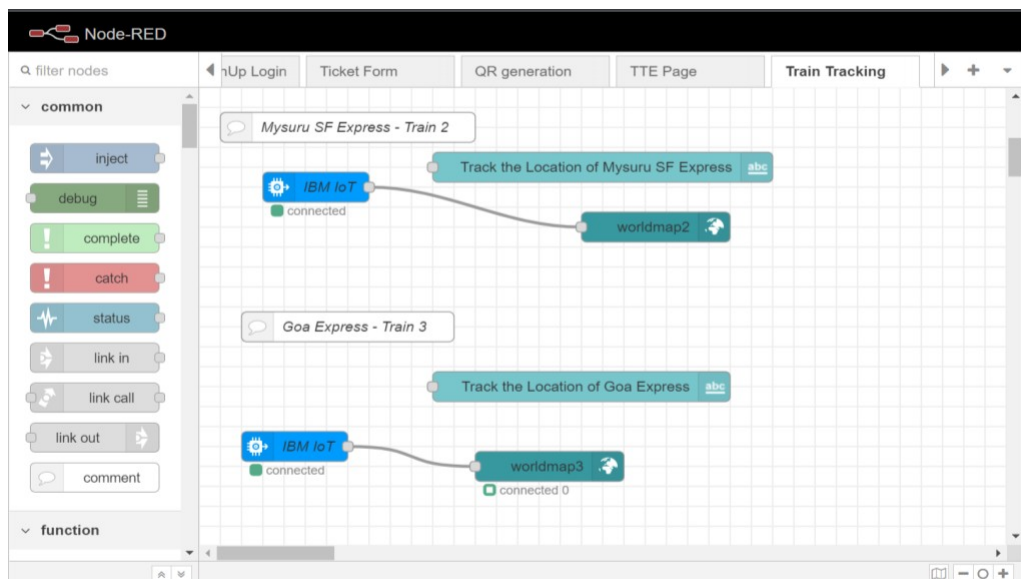 Node-RED
filter nodes
nUp Login
Ticket Form
QR generation
TTE Page
Train Tracking
common
inject
debug
complete
catch
status
link in
link call
link out
comment
function
Mysuru SF Express - Train 2
Track the Location of Mysuru SF Express
abc
IBM IoT
connected
worldmap2
Goa Express - Train 3
Track the Location of Goa Express
abc
IBM IoT
connected
worldmap3
connected 0